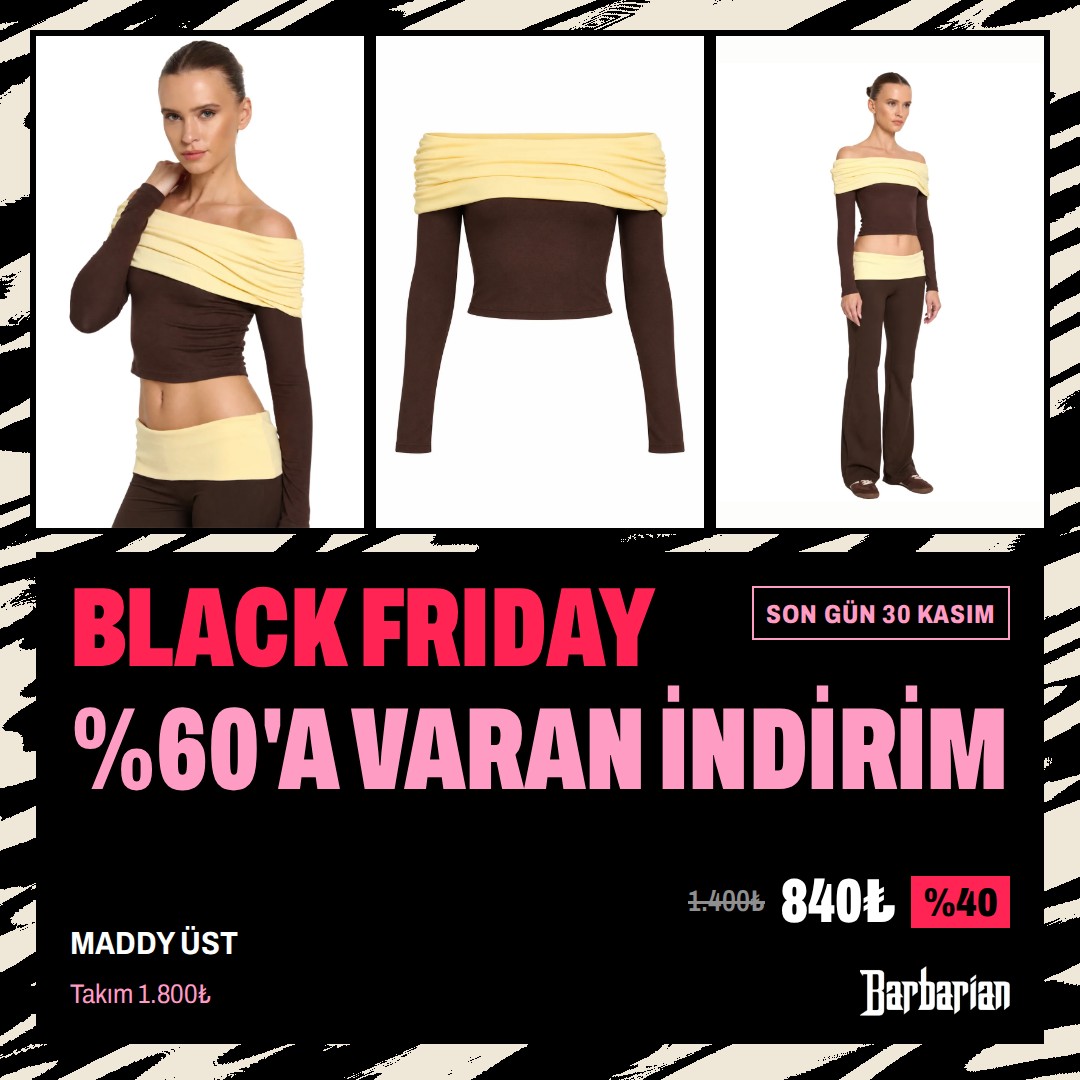 BLACK FRIDAY
SON GÜN 30 KASIM
%60'A VARAN İNDİRİM
1.400₺ 840₺ %40
MADDY ÜST
Takım 1.800₺
Barbarian